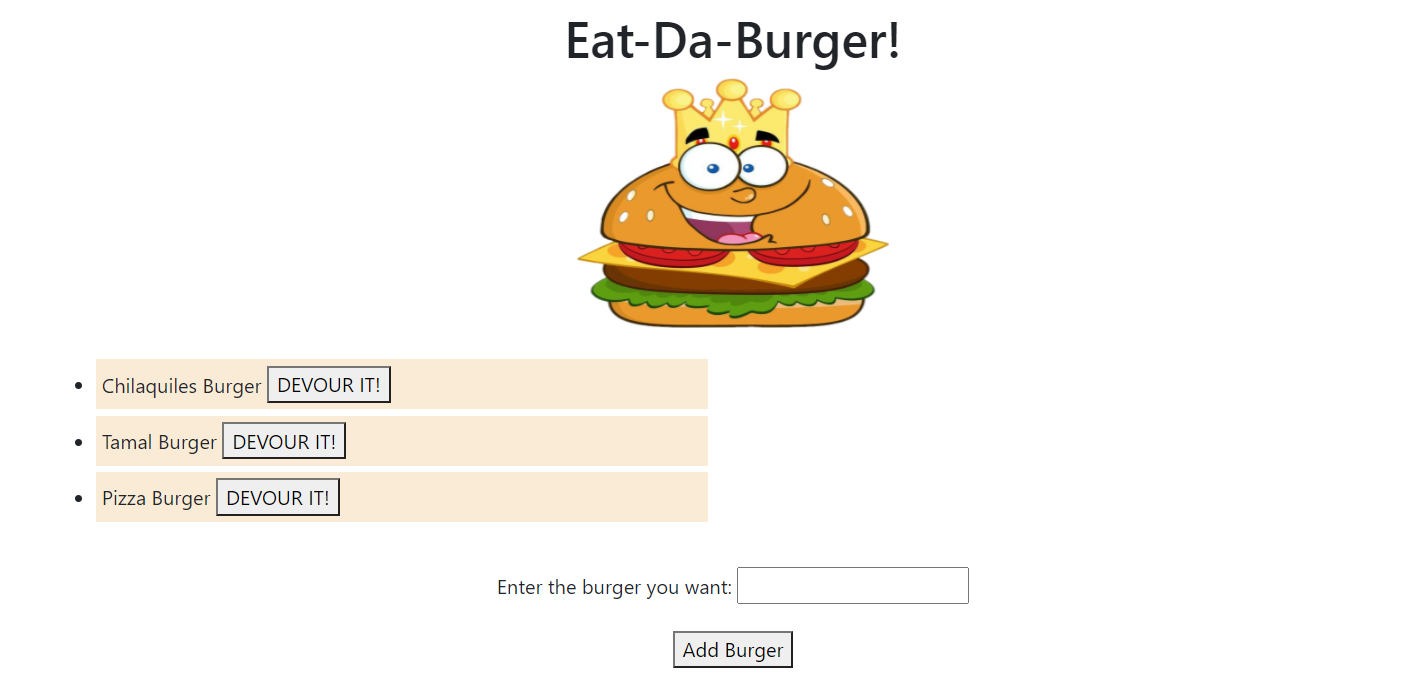 Eat-Da-Burger!
Chilaquiles Burger DEVOUR IT!
Tamal Burger DEVOUR IT!
Pizza Burger DEVOUR IT!
Enter the burger you want:
Add Burger